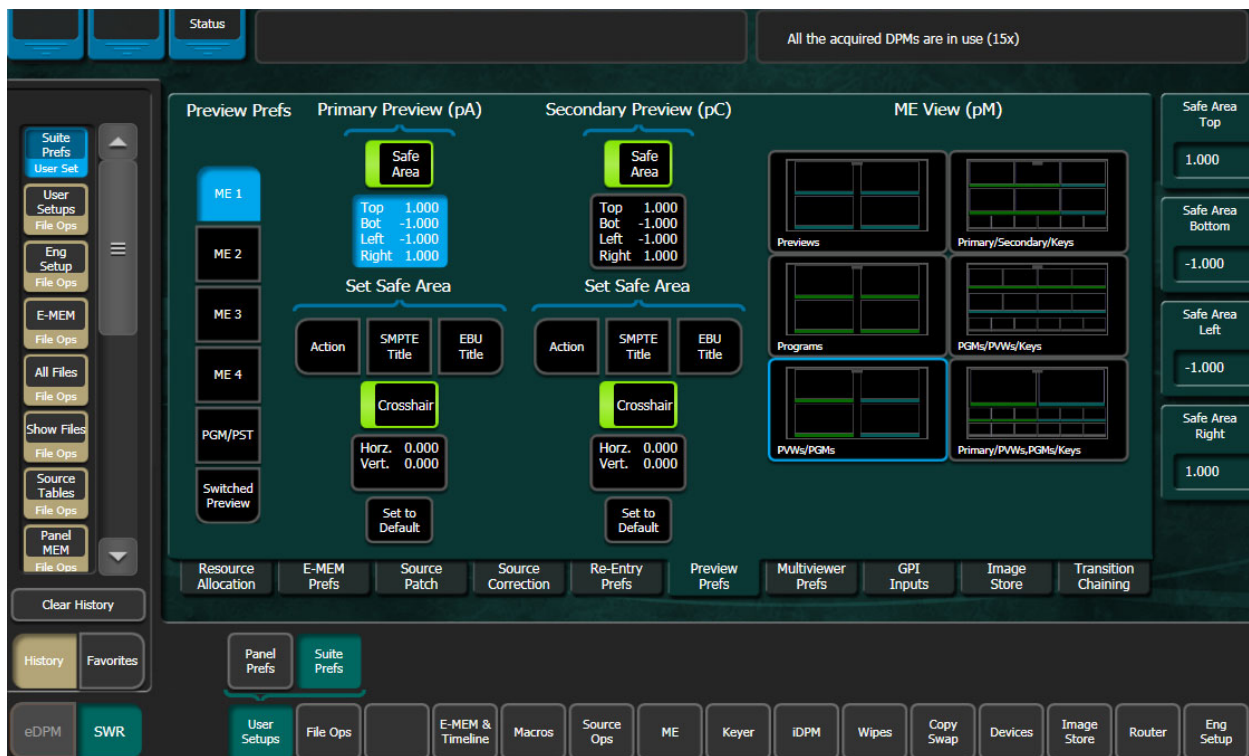 Status
All the acquired DPMs are in use (15x)
Suite
Prefs
User Set
User
Setups
File Ops
Eng
Setup
File Ops
E-MEM
File Ops
All Files
File Ops
Show Files
File Ops
Source
Tables
File Ops
Panel
MEM
File Ops
Clear History
History
Favorites
eDPM
SWR
Preview Prefs
ME 1
ME 2
ME 3
ME 4
PGM/PST
Switched
Preview
Primary Preview (pA)
Safe
Area
Top 1.000
Bot -1.000
Left -1.000
Right 1.000
Set Safe Area
Action
SMPTE
Title
EBU
Title
Crosshair
Horz. 0.000
Vert. 0.000
Set to
Default
Secondary Preview (pC)
Safe
Area
Top 1.000
Bot -1.000
Left -1.000
Right 1.000
Set Safe Area
Action
SMPTE
Title
EBU
Title
Crosshair
Horz. 0.000
Vert. 0.000
Set to
Default
ME View (pM)
Previews
Primary/Secondary/Keys
Programs
PGMs/PVWs/Keys
PVWs/PGMs
Primary/PVWs,PGMs/Keys
Safe Area
Top
1.000
Safe Area
Bottom
-1.000
Safe Area
Left
-1.000
Safe Area
Right
1.000
Resource
Allocation
E-MEM
Prefs
Source
Patch
Source
Correction
Re-Entry
Prefs
Preview
Prefs
Multiviewer
Prefs
GPI
Inputs
Image
Store
Transition
Chaining
Panel
Prefs
Suite
Prefs
User
Setups
File Ops
E-MEM &
Timeline
Macros
Source
Ops
ME
Keyer
iDPM
Wipes
Copy
Swap
Devices
Image
Store
Router
Eng
Setup